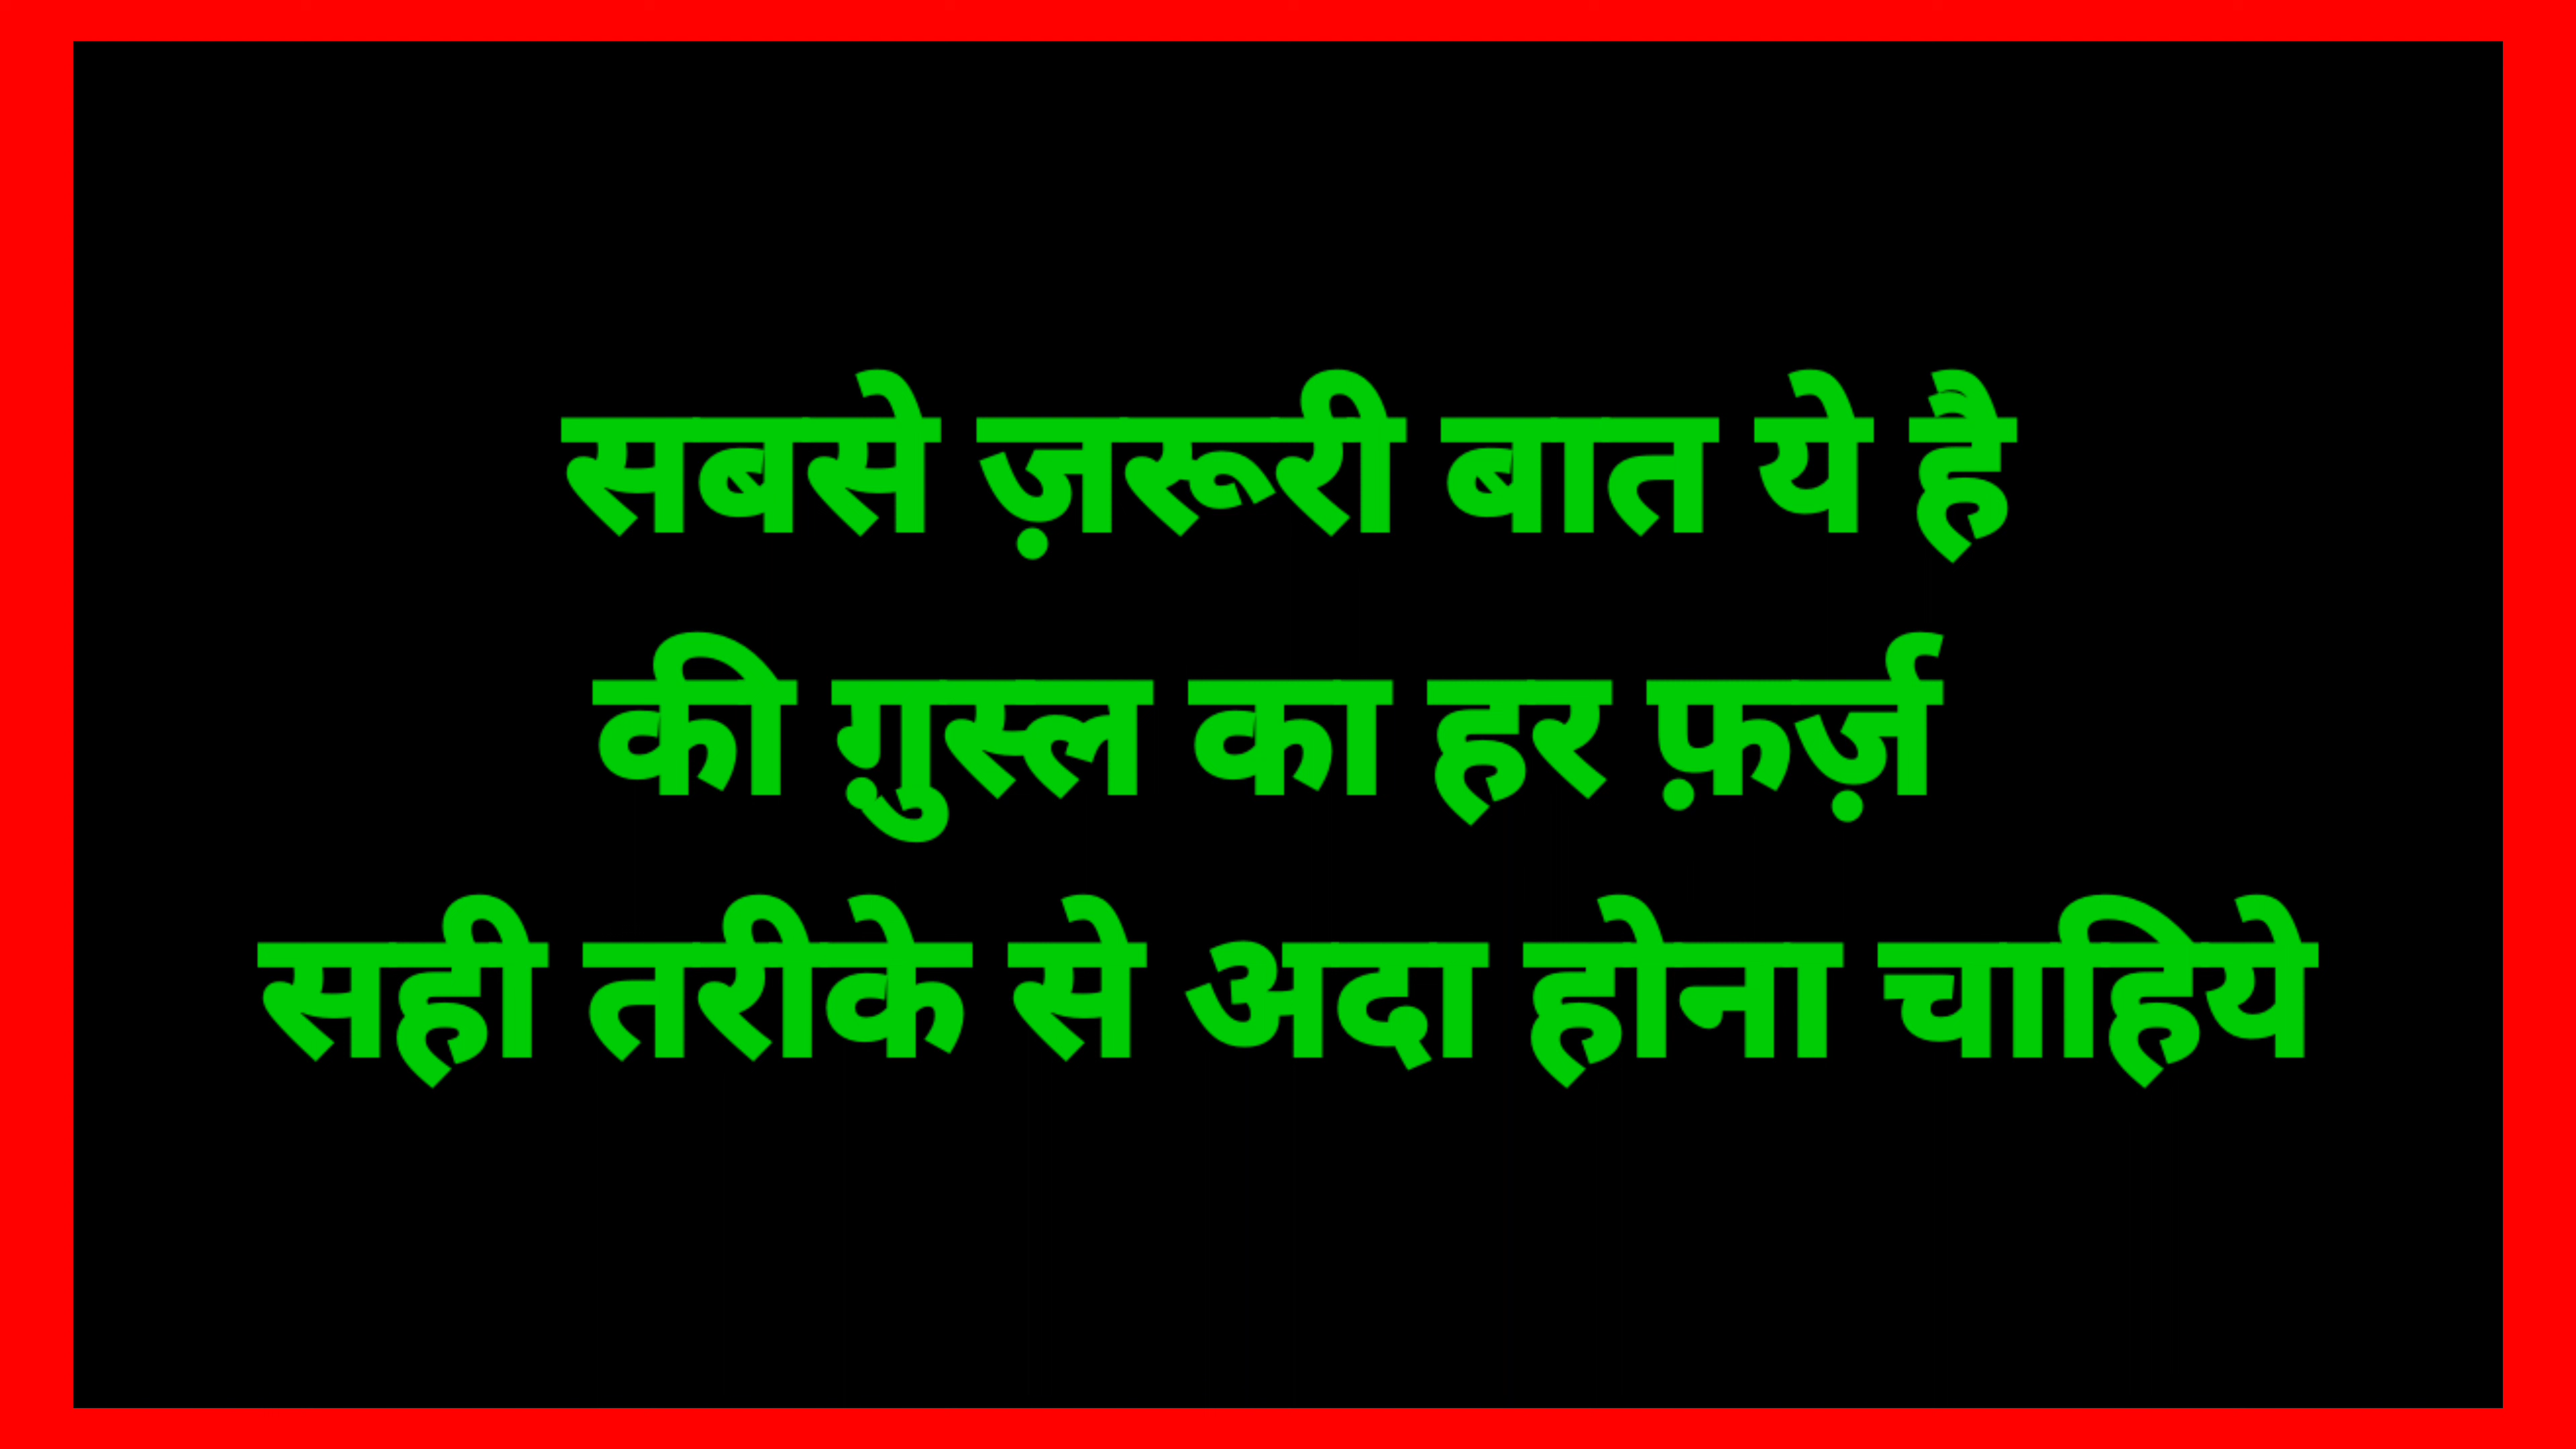 सबसे ज़रूरी बात ये है
की ग़ुस्ल का हर फ़र्ज़
सही तरीके से अदा होना चाहिये